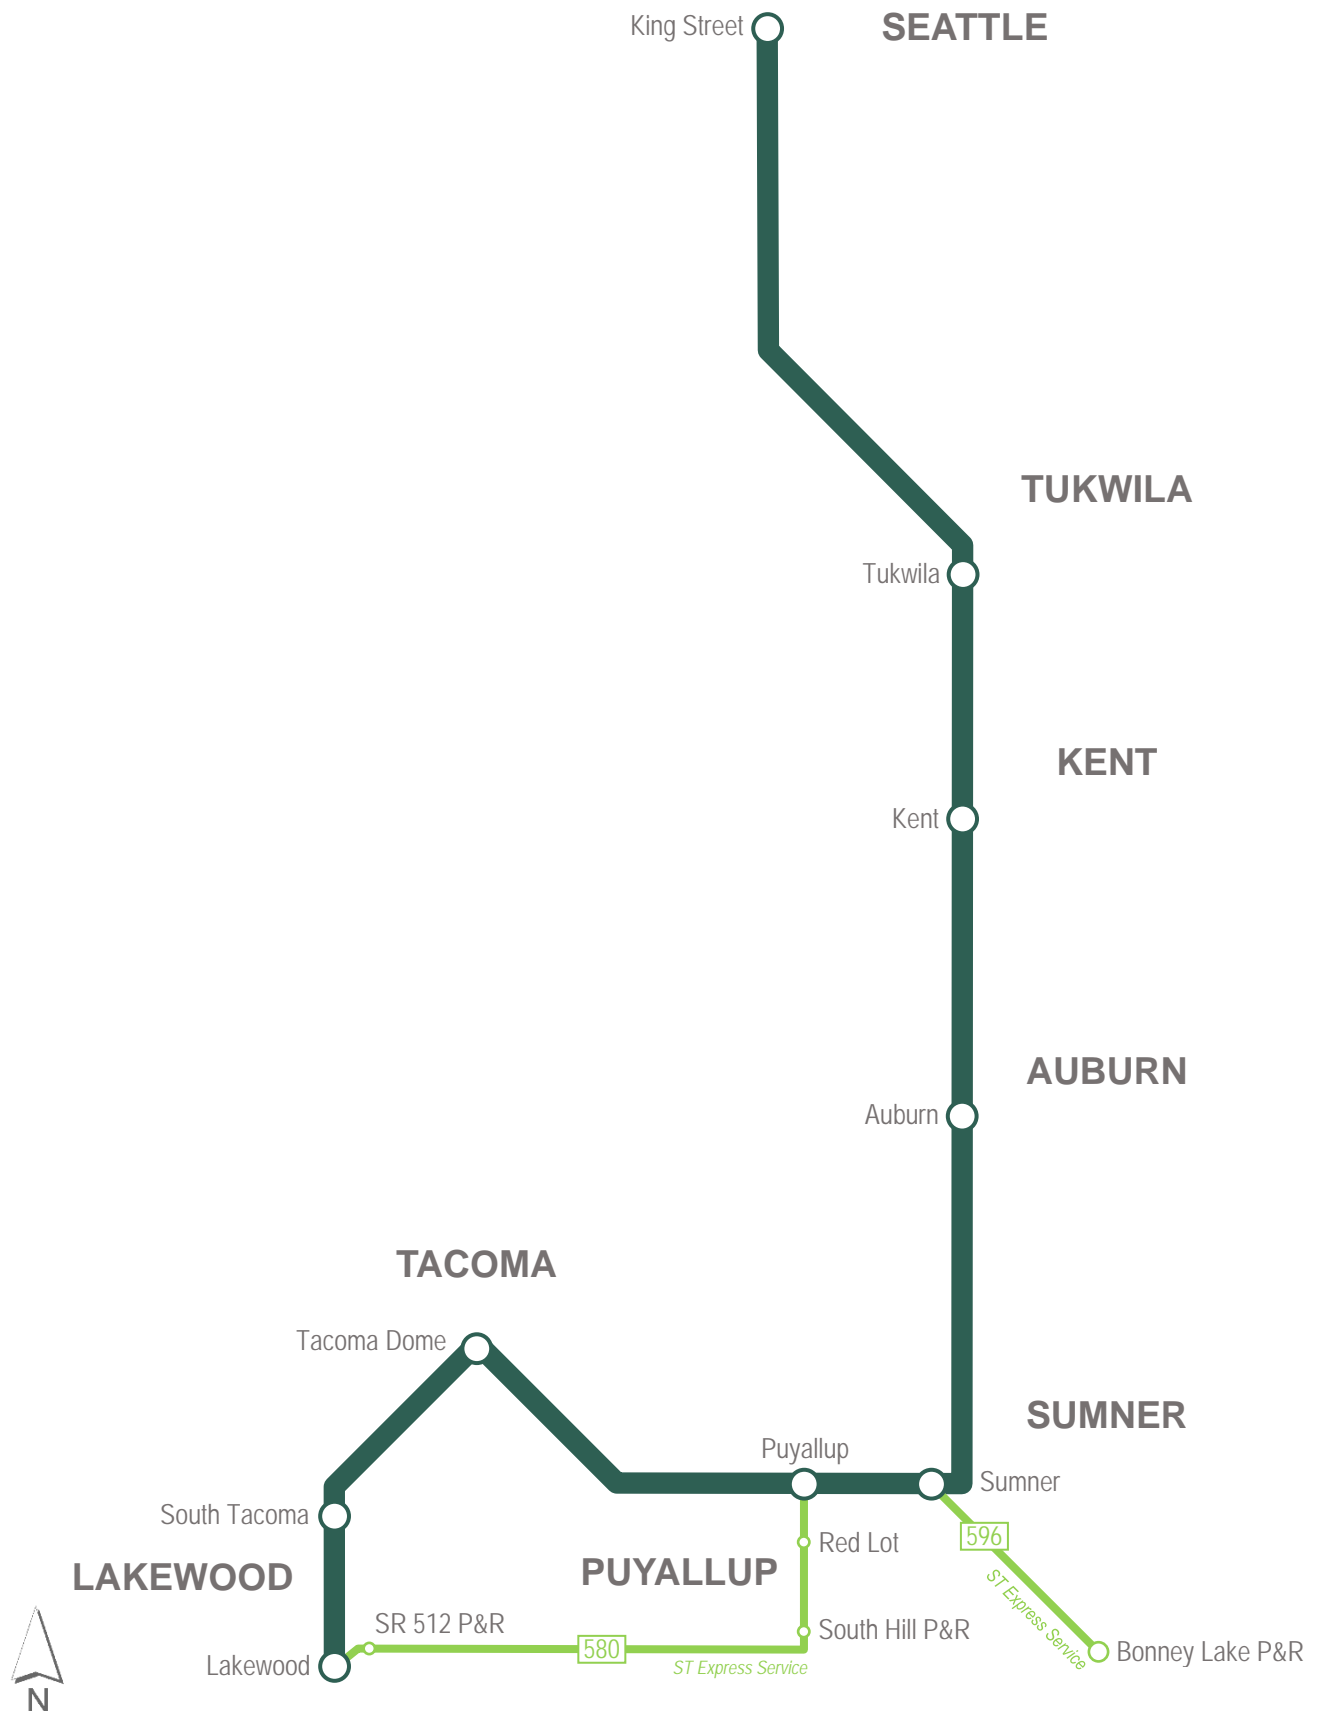 King Street
SEATTLE
TUKWILA
Tukwila
KENT
Kent
AUBURN
Auburn
TACOMA
Tacoma Dome
SUMNER
Puyallup
Sumner
South Tacoma
596
Red Lot
LAKEWOOD
PUYALLUP
ST Express Service
SR 512 P&R
South Hill P&R
580
Bonney Lake P&R
Lakewood
ST Express Service
N